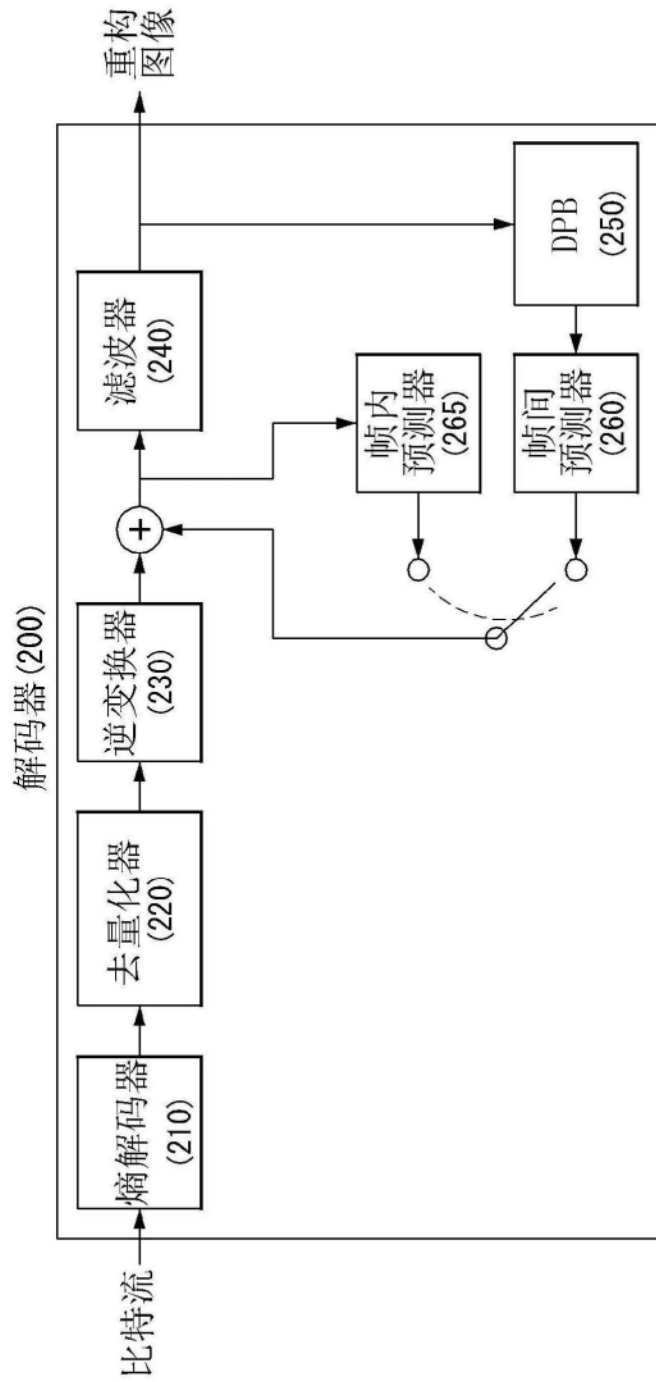 解码器(200)
比特流
熵解码器
(210)
去量化器
(220)
逆变换器
(230)
+
滤波器
(240)
重构
图像
帧内
预测器
(265)
帧间
预测器
(260)
DPB
(250)